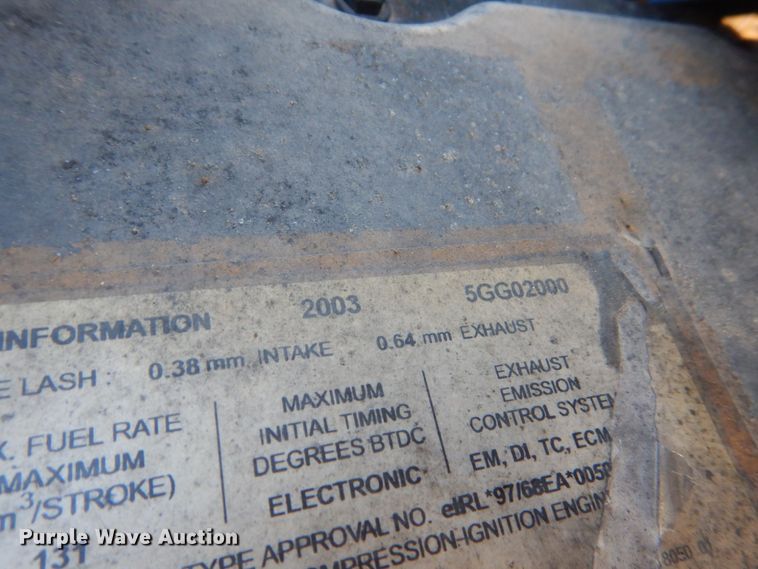 INFORMATION 2003 5GG02000
E LASH : 0.38 mm INTAKE 0.64 mm EXHAUST
X. FUEL RATE
MAXIMUM
m³/STROKE)
131
MAXIMUM
INITIAL TIMING
DEGREES BTDC
ELECTRONIC
EXHAUST
EMISSION
CONTROL SYSTEM
EM, DI, TC, ECM
TYPE APPROVAL NO. eIRL*97/68EA*0050
COMPRESSION-IGNITION ENGIN
8050
Purple Wave Auction